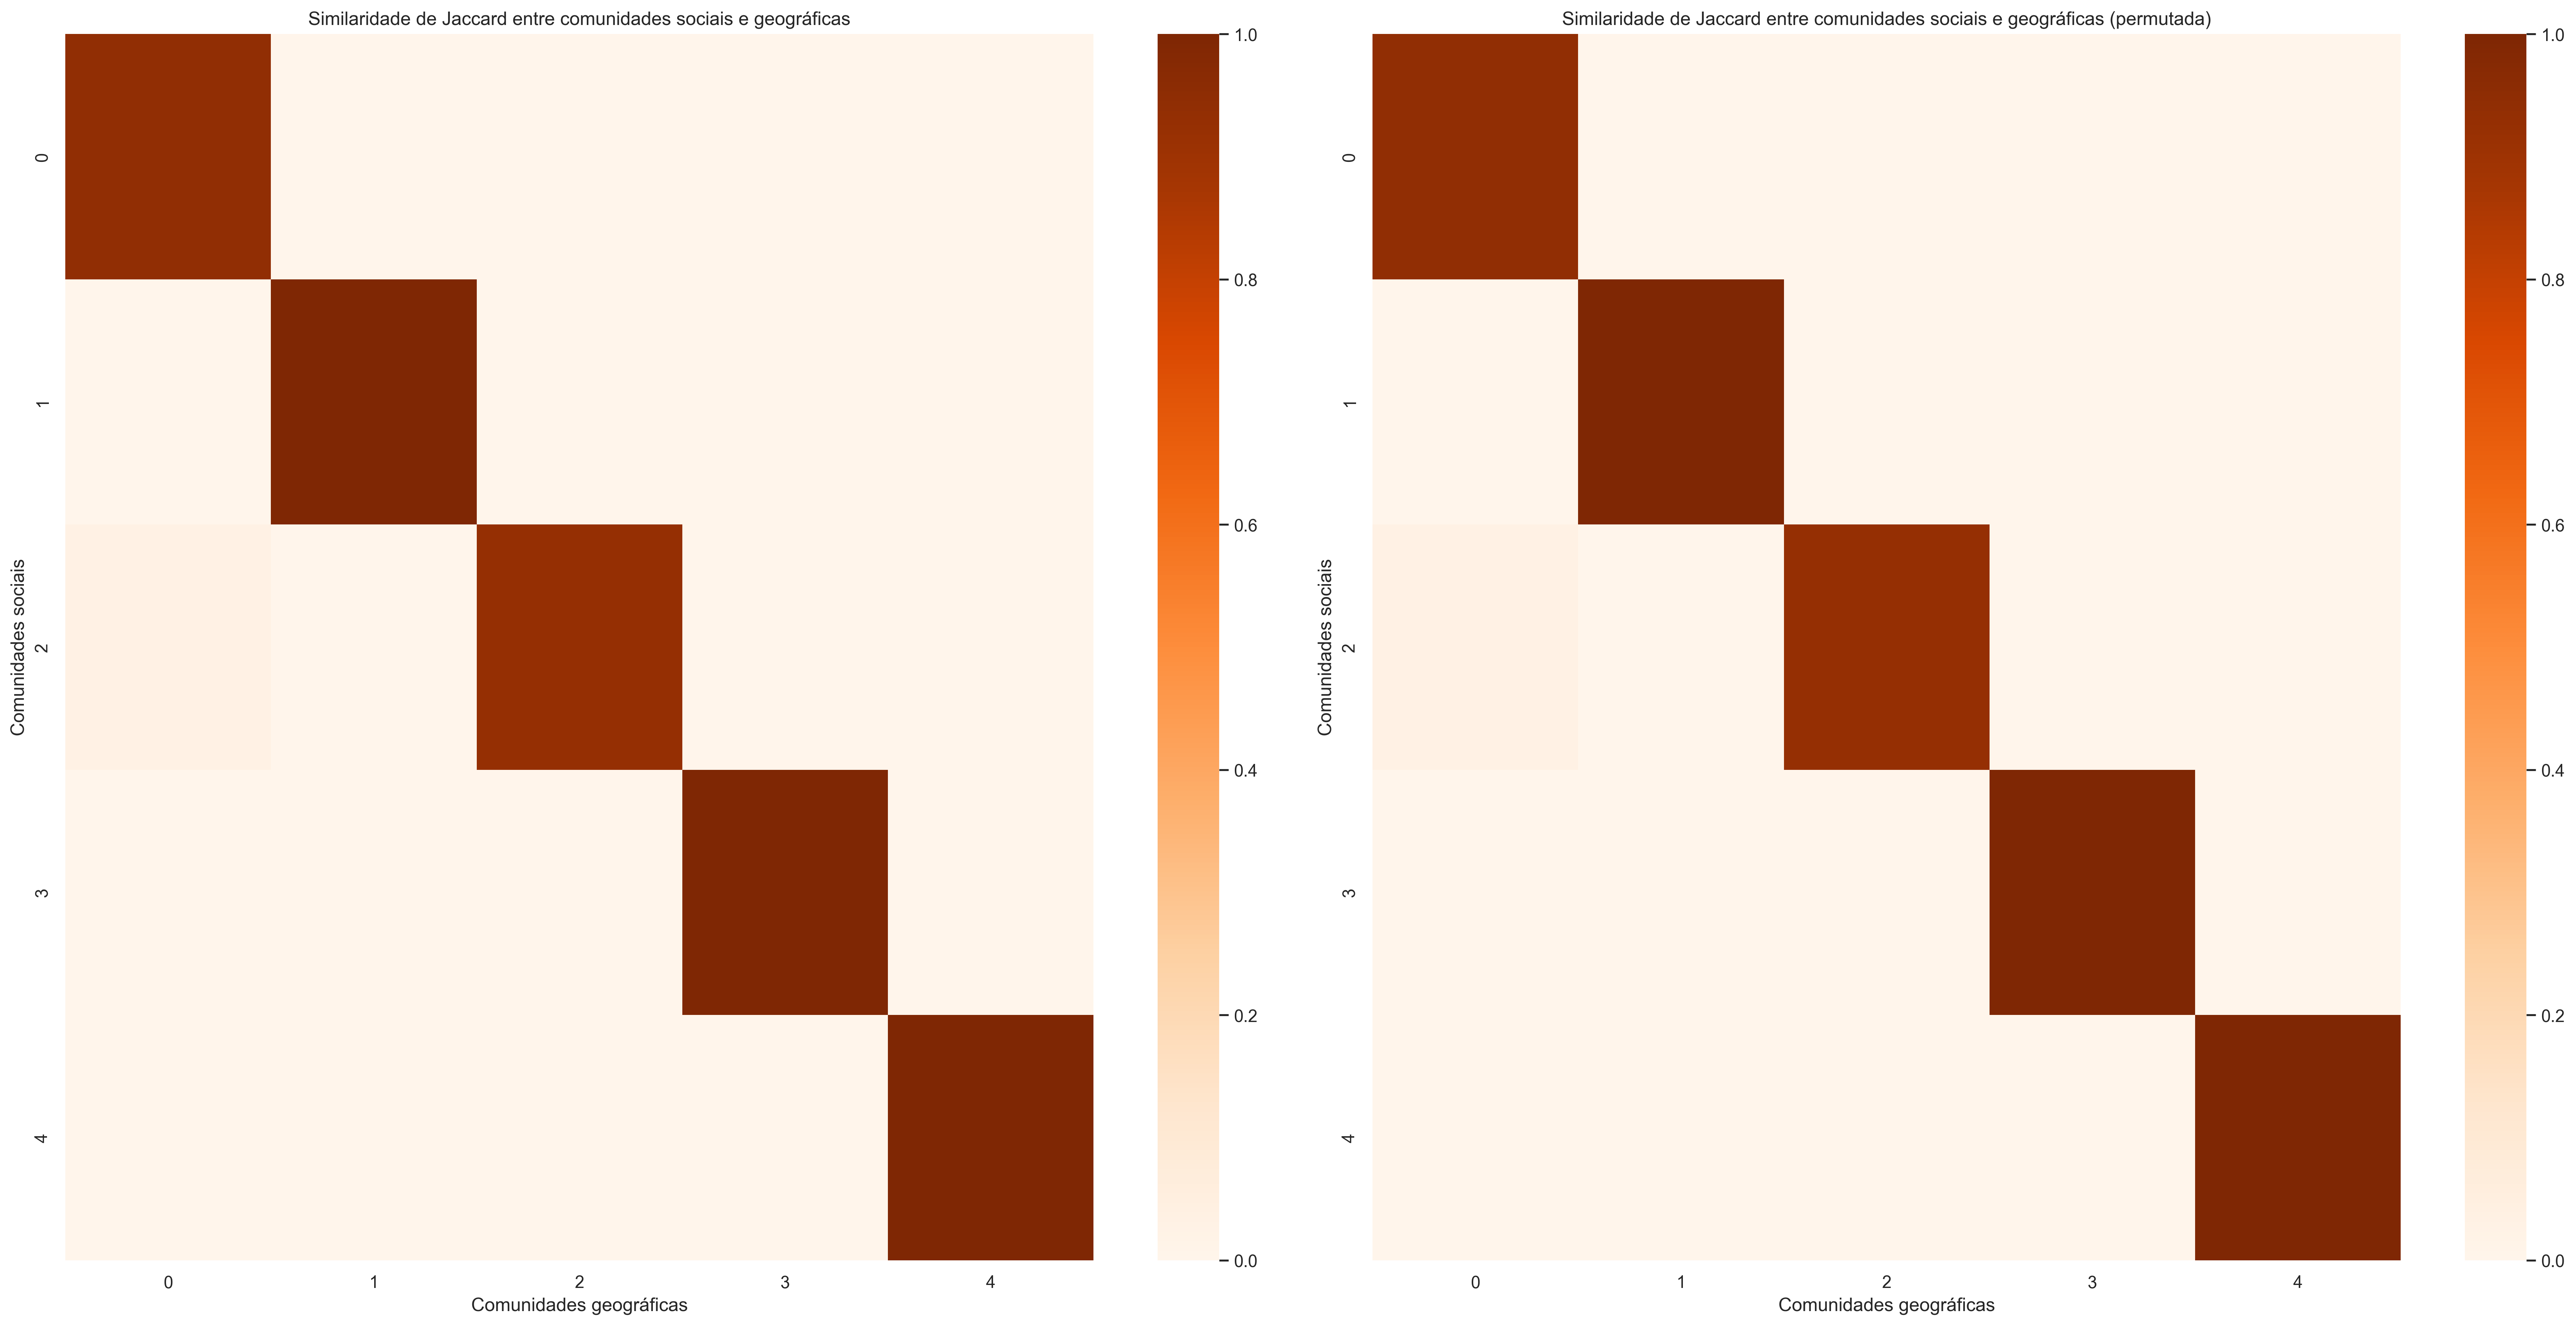 Similaridade de Jaccard entre comunidades sociais e geográficas
Comunidades sociais
0
1
2
3
4
0 1 2 3 4
Comunidades geográficas
1.0
0.8
0.6
0.4
0.2
0.0
Similaridade de Jaccard entre comunidades sociais e geográficas (permutada)
Comunidades sociais
0
1
2
3
4
0 1 2 3 4
Comunidades geográficas
1.0
0.8
0.6
0.4
0.2
0.0